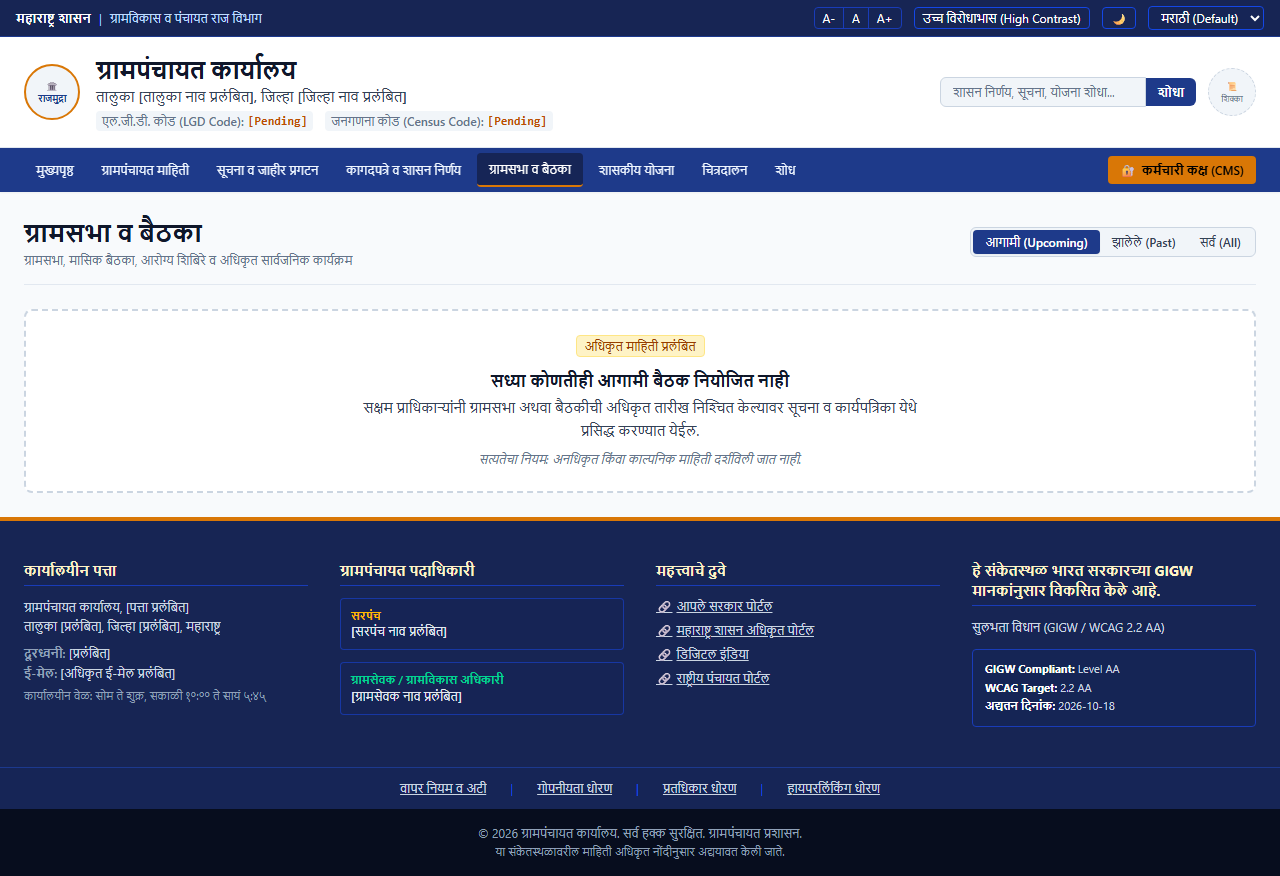 महाराष्ट्र शासन | ग्रामविकास व पंचायत राज विभाग
A- A A+ उच्च विरोधाभास (High Contrast) मराठी (Default)
राजमुद्रा
ग्रामपंचायत कार्यालय
तालुका [तालुका नाव प्रलंबित], जिल्हा [जिल्हा नाव प्रलंबित]
एल.जी.डी. कोड (LGD Code): [Pending] जनगणना कोड (Census Code): [Pending]
शासन निर्णय, सूचना, योजना शोधा... शोधा
शिक्का
मुख्यपृष्ठ ग्रामपंचायत माहिती सूचना व जाहीर प्रगटन कागदपत्रे व शासन निर्णय ग्रामसभा व बैठका शासकीय योजना चित्रदालन शोध कर्मचारी कक्ष (CMS)
ग्रामसभा व बैठका
ग्रामसभा, मासिक बैठका, आरोग्य शिबिरे व अधिकृत सार्वजनिक कार्यक्रम
आगामी (Upcoming) झालेले (Past) सर्व (All)
अधिकृत माहिती प्रलंबित
सध्या कोणतीही आगामी बैठक नियोजित नाही
सक्षम प्राधिकाऱ्यांनी ग्रामसभा अथवा बैठकीची अधिकृत तारीख निश्चित केल्यावर सूचना व कार्यपत्रिका येथे
प्रसिद्ध करण्यात येईल.
सत्यतेचा नियम: अनधिकृत किंवा काल्पनिक माहिती दर्शविली जात नाही.
कार्यालयीन पत्ता
ग्रामपंचायत कार्यालय, [पत्ता प्रलंबित]
तालुका [प्रलंबित], जिल्हा [प्रलंबित], महाराष्ट्र
दूरध्वनी: [प्रलंबित]
ई-मेल: [अधिकृत ई-मेल प्रलंबित]
कार्यालयीन वेळ: सोम ते शुक्र, सकाळी १०:०० ते सायं ५:४५
ग्रामपंचायत पदाधिकारी
सरपंच
[सरपंच नाव प्रलंबित]
ग्रामसेवक / ग्रामविकास अधिकारी
[ग्रामसेवक नाव प्रलंबित]
महत्त्वाचे दुवे
आपले सरकार पोर्टल
महाराष्ट्र शासन अधिकृत पोर्टल
डिजिटल इंडिया
राष्ट्रीय पंचायत पोर्टल
हे संकेतस्थळ भारत सरकारच्या GIGW
मानकांनुसार विकसित केले आहे.
सुलभता विधान (GIGW / WCAG 2.2 AA)
GIGW Compliant: Level AA
WCAG Target: 2.2 AA
अद्यतन दिनांक: 2026-10-18
वापर नियम व अटी | गोपनीयता धोरण | प्रताधिकार धोरण | हायपरलिंकिंग धोरण
© 2026 ग्रामपंचायत कार्यालय. सर्व हक्क सुरक्षित. ग्रामपंचायत प्रशासन.
या संकेतस्थळावरील माहिती अधिकृत नोंदीनुसार अद्ययावत केली जाते.